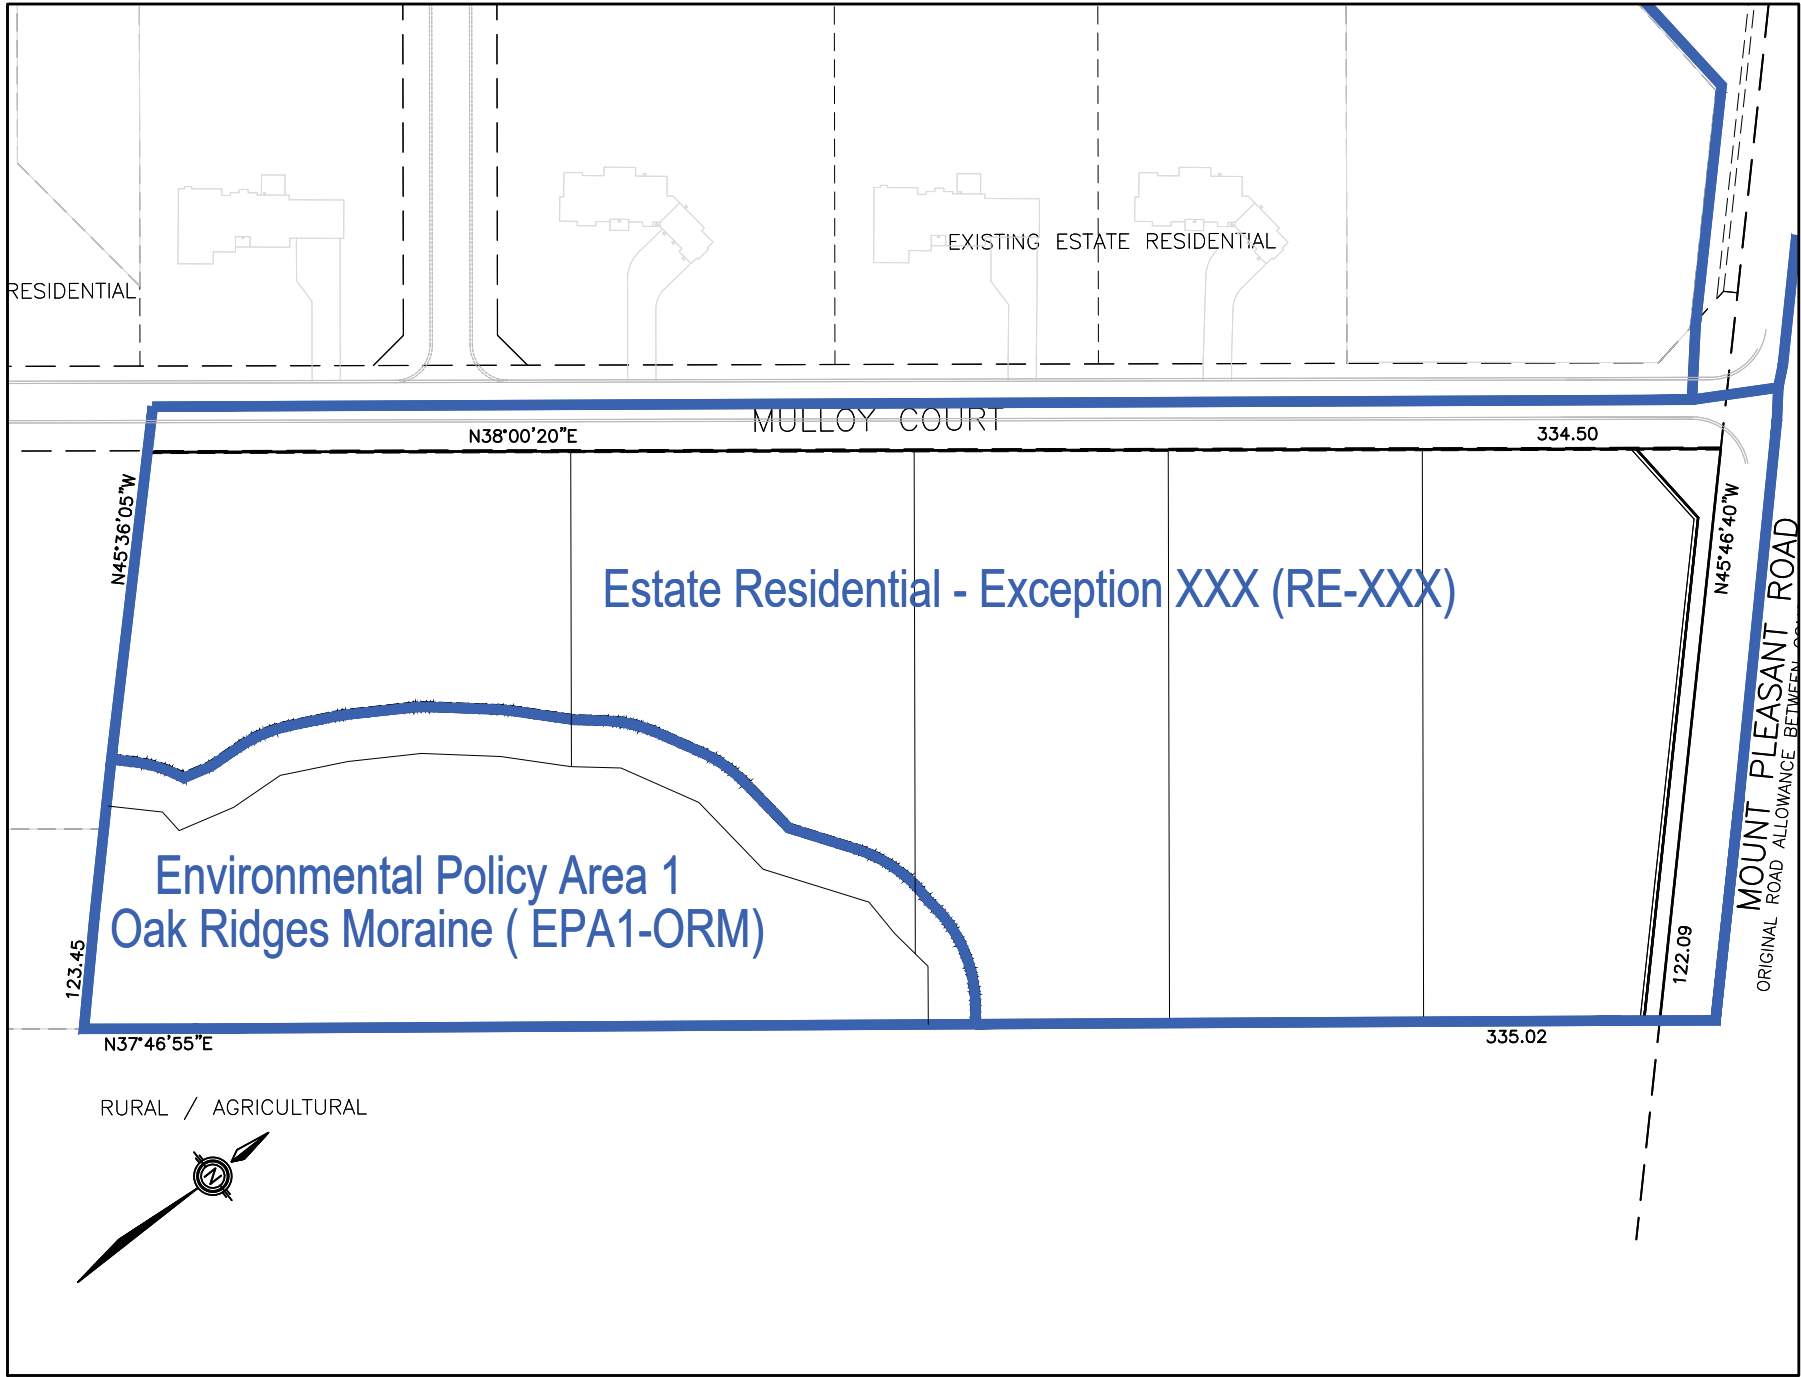 EXISTING ESTATE RESIDENTIAL
RESIDENTIAL
MULLOY COURT
N38°00'20"E
334.50
N45°36'05"W
N45°46'40"W
Estate Residential - Exception XXX (RE-XXX)
MOUNT PLEASANT ROAD
ORIGINAL ROAD ALLOWANCE BETWEEN
Environmental Policy Area 1
Oak Ridges Moraine ( EPA1-ORM)
123.45
122.09
N37°46'55"E
335.02
RURAL / AGRICULTURAL
N